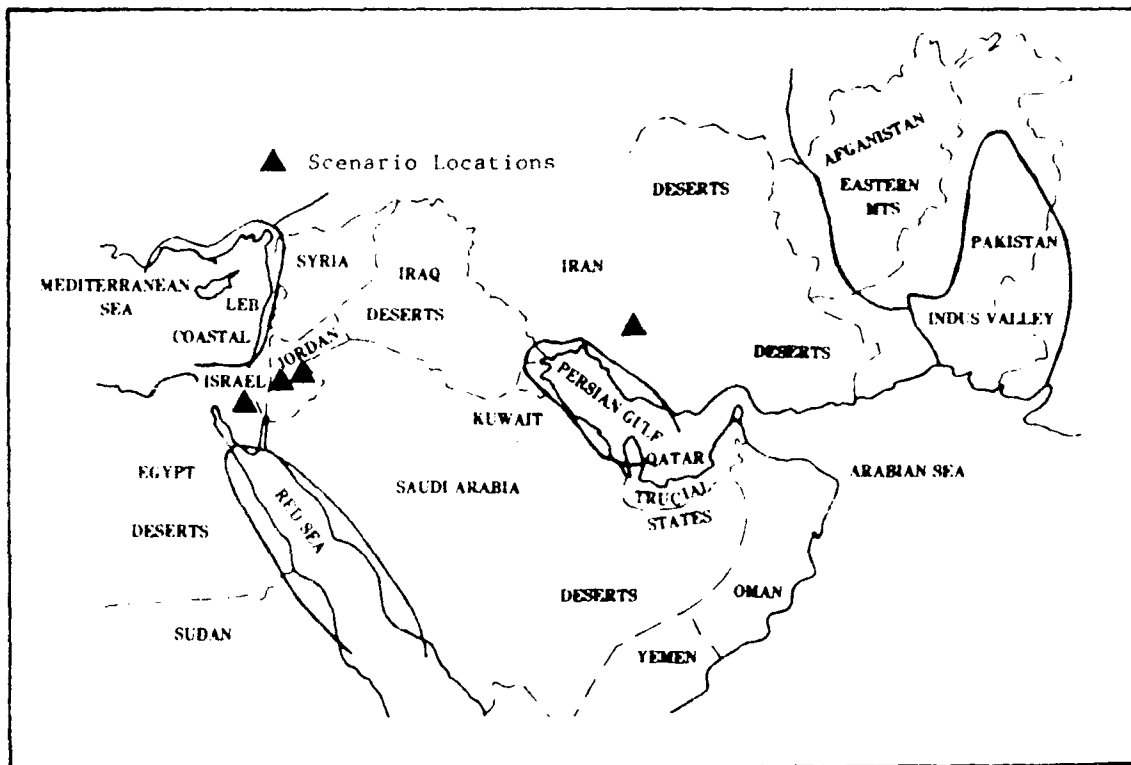 ▲ Scenario Locations
AFGANISTAN
EASTERN
MTS
DESERTS
PAKISTAN
SYRIA
IRAQ
IRAN
MEDITERRANEAN
SEA
LEB
DESERTS
INDUS VALLEY
COASTAL
JORDAN
DESERTS
ISRAEL
PERSIAN GULF
KUWAIT
EGYPT
QATAR
ARABIAN SEA
SAUDI ARABIA
TRUCIAL
STATES
RED SEA
DESERTS
DESERTS
OMAN
SUDAN
YEMEN